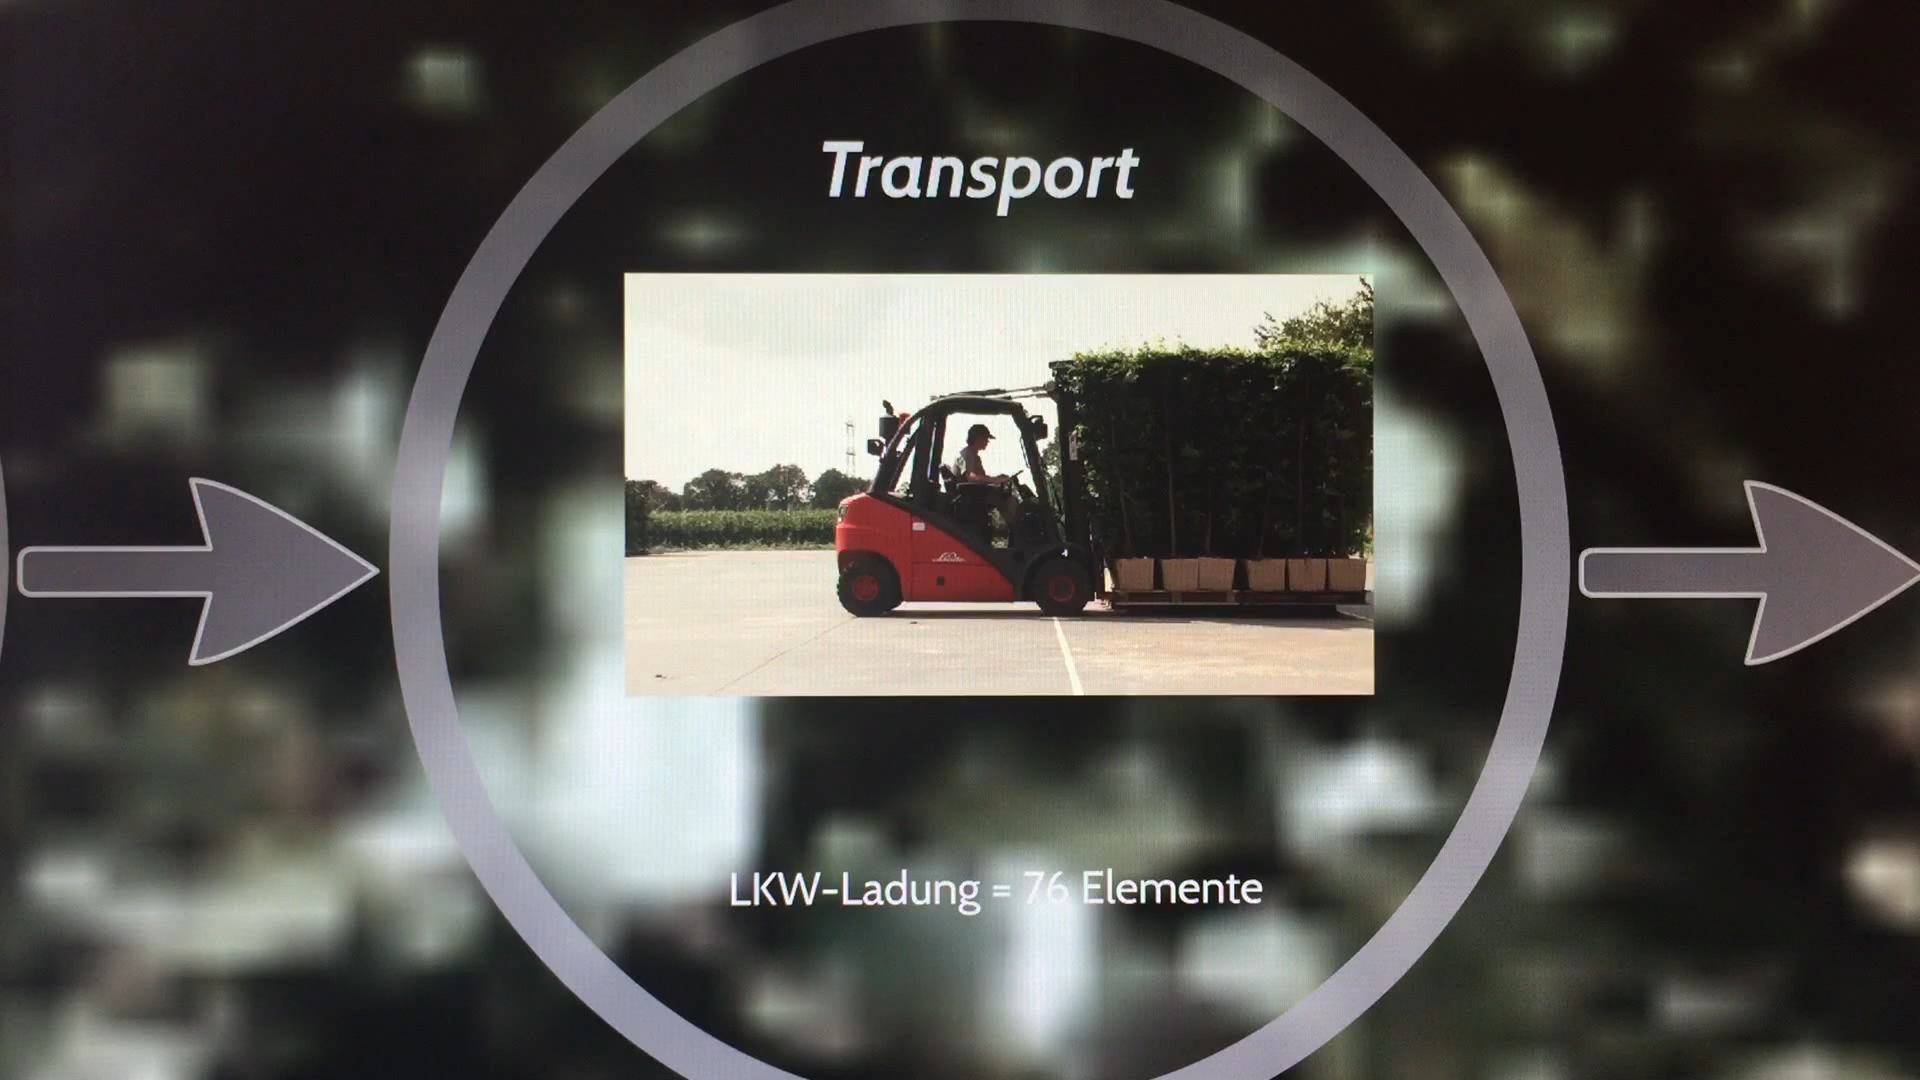 Transport
LKW-Ladung = 76 Elemente